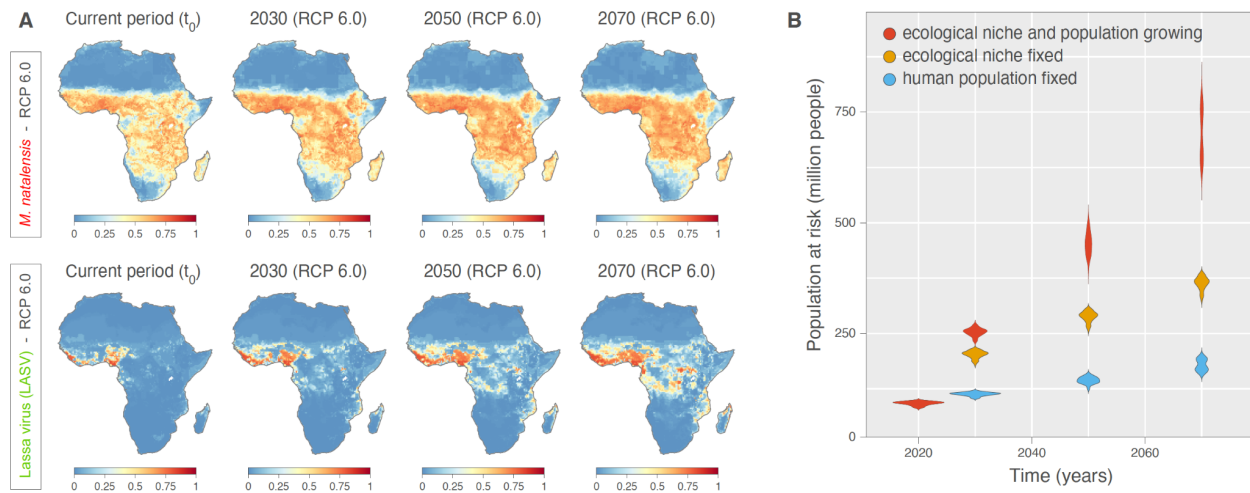 A
Current period (t0)
2030 (RCP 6.0)
2050 (RCP 6.0)
2070 (RCP 6.0)
M. natalensis - RCP 6.0
0 0.25 0.5 0.75 1
0 0.25 0.5 0.75 1
0 0.25 0.5 0.75 1
0 0.25 0.5 0.75 1
Current period (t0)
2030 (RCP 6.0)
2050 (RCP 6.0)
2070 (RCP 6.0)
Lassa virus (LASV) - RCP 6.0
0 0.25 0.5 0.75 1
0 0.25 0.5 0.75 1
0 0.25 0.5 0.75 1
0 0.25 0.5 0.75 1
B
ecological niche and population growing
ecological niche fixed
human population fixed
Population at risk (million people)
750
500
250
0
2020 2040 2060
Time (years)